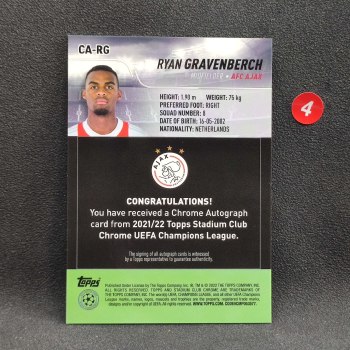 CA-RG
RYAN GRAVENBERCH
MIDFIELDER • AFC AJAX
HEIGHT: 1.90 m WEIGHT: 75 kg
PREFERRED FOOT: RIGHT
SQUAD NUMBER: 8
DATE OF BIRTH: 16-05-2002
NATIONALITY: NETHERLANDS
4
AJAX
CONGRATULATIONS!
You have received a Chrome Autograph
card from 2021/22 Topps Stadium Club
Chrome UEFA Champions League.
The signing of all autograph cards is witnessed
by a Topps representative to guarantee authenticity.
Topps